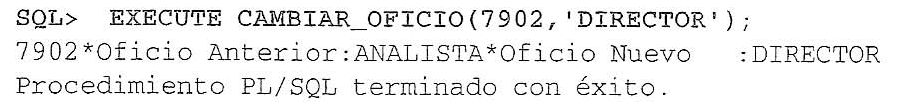 SQL> EXECUTE CAMBIAR_OFICIO(7902,'DIRECTOR');
7902*Oficio Anterior:ANALISTA*Oficio Nuevo :DIRECTOR
Procedimiento PL/SQL terminado con éxito.